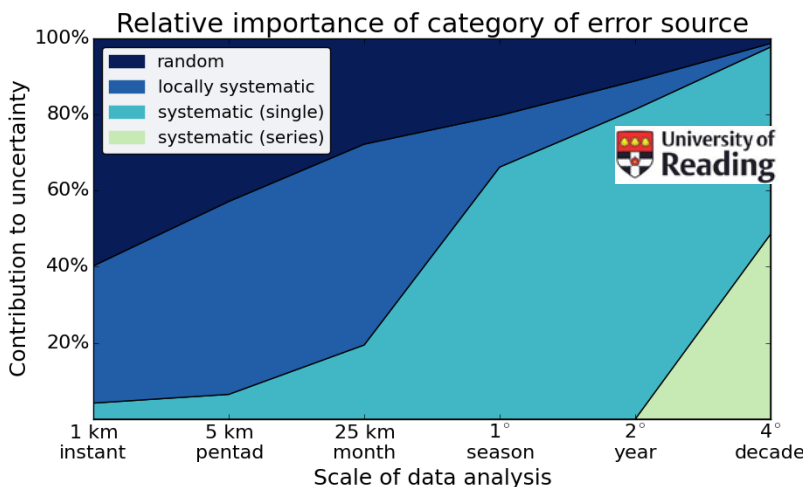 Relative importance of category of error source
100%
80%
60%
40%
20%
Contribution to uncertainty
random
locally systematic
systematic (single)
systematic (series)
University of
Reading
1 km
instant
5 km
pentad
25 km
month
1°
season
2°
year
4°
decade
Scale of data analysis